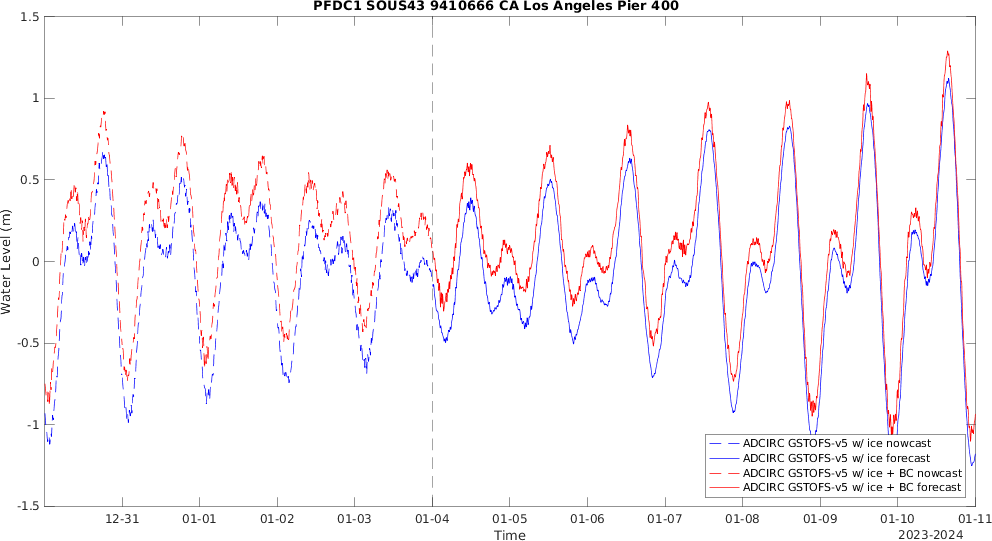 PFDC1 SOUS43 9410666 CA Los Angeles Pier 400
1.5
1
0.5
0
-0.5
-1
-1.5
Water Level (m)
12-31 01-01 01-02 01-03 01-04 01-05 01-06 01-07 01-08 01-09 01-10 01-11
Time
2023-2024
ADCIRC GSTOFS-v5 w/ ice nowcast
ADCIRC GSTOFS-v5 w/ ice forecast
ADCIRC GSTOFS-v5 w/ ice + BC nowcast
ADCIRC GSTOFS-v5 w/ ice + BC forecast